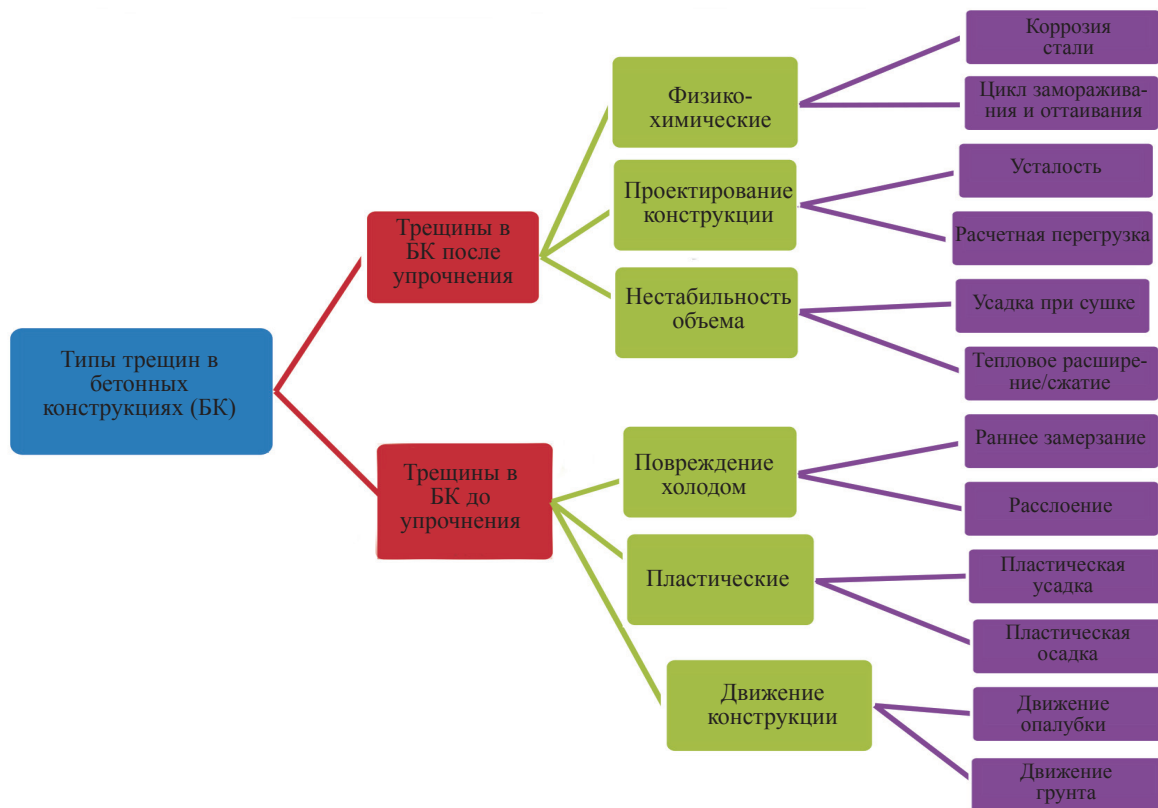 Типы трещин в
бетонных
конструкциях (БК)
Трещины в
БК после
упрочнения
Физико-
химические
Коррозия
стали
Цикл заморажива-
ния и оттаивания
Проектирование
конструкции
Усталость
Расчетная перегрузка
Нестабильность
объема
Усадка при сушке
Тепловое расшире-
ние/сжатие
Трещины в
БК до
упрочнения
Повреждение
холодом
Раннее замерзание
Расслоение
Пластические
Пластическая
усадка
Пластическая
осадка
Движение
конструкции
Движение
опалубки
Движение
грунта